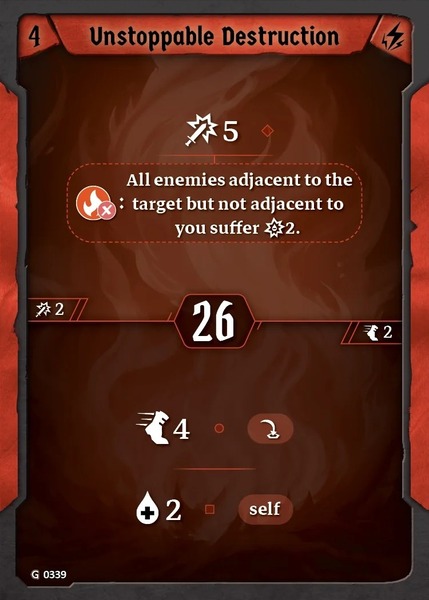 4 Unstoppable Destruction
5
All enemies adjacent to the
: target but not adjacent to
you suffer 2.
2
26
2
4
2 self
G 0339